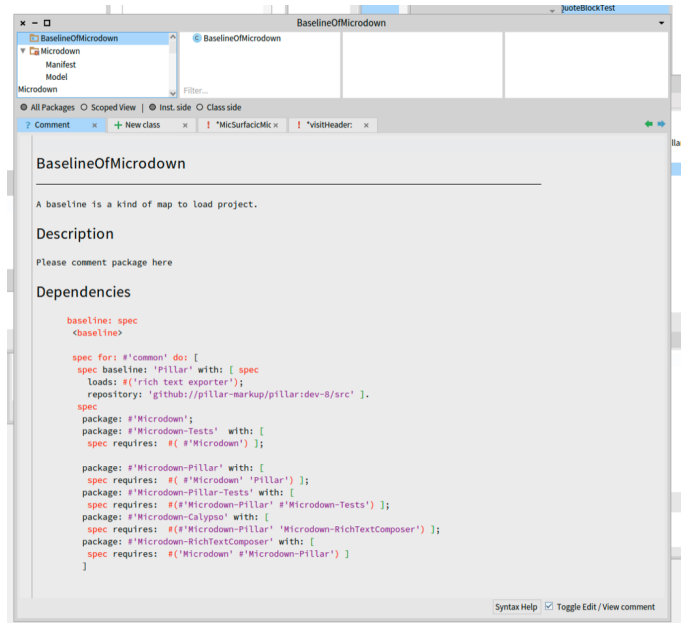 QuoteBlockTest
× – □ BaselineOfMicrodown
BaselineOfMicrodown
BaselineOfMicrodown
Microdown
Manifest
Model
Microdown
Filter...
All Packages Scoped View | Inst. side Class side
? Comment × + New class × ! *MicSurfacicMic × ! *visitHeader: ×
BaselineOfMicrodown
A baseline is a kind of map to load project.
Description
Please comment package here
Dependencies
baseline: spec
<baseline>
spec for: #'common' do: [
spec baseline: 'Pillar' with: [ spec
loads: #('rich text exporter');
repository: 'github://pillar-markup/pillar:dev-8/src' ].
spec
package: #'Microdown';
package: #'Microdown-Tests'  with: [
spec requires:  #( #'Microdown') ];
package: #'Microdown-Pillar' with: [
spec requires:  #( #'Microdown' 'Pillar') ];
package: #'Microdown-Pillar-Tests' with: [
spec requires:  #(#'Microdown-Pillar' #'Microdown-Tests') ];
package: #'Microdown-Calypso' with: [
spec requires:  #(#'Microdown-Pillar' 'Microdown-RichTextComposer') ];
package: #'Microdown-RichTextComposer' with: [
spec requires:  #('Microdown' #'Microdown-Pillar') ]
]
Syntax Help Toggle Edit / View comment